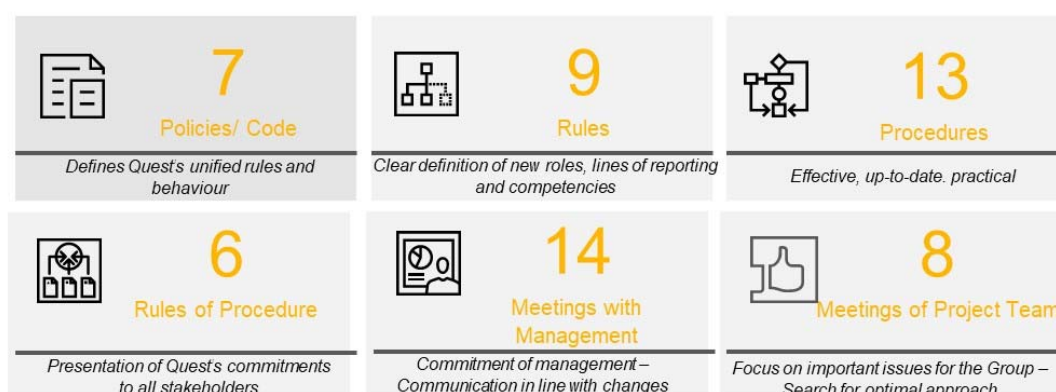 7
Policies/ Code
Defines Quest's unified rules and
behaviour
9
Rules
Clear definition of new roles, lines of reporting
and competencies
13
Procedures
Effective, up-to-date. practical
6
Rules of Procedure
Presentation of Quest's commitments
to all stakeholders
14
Meetings with
Management
Commitment of management –
Communication in line with changes
8
Meetings of Project Team
Focus on important issues for the Group –
Search for optimal approach